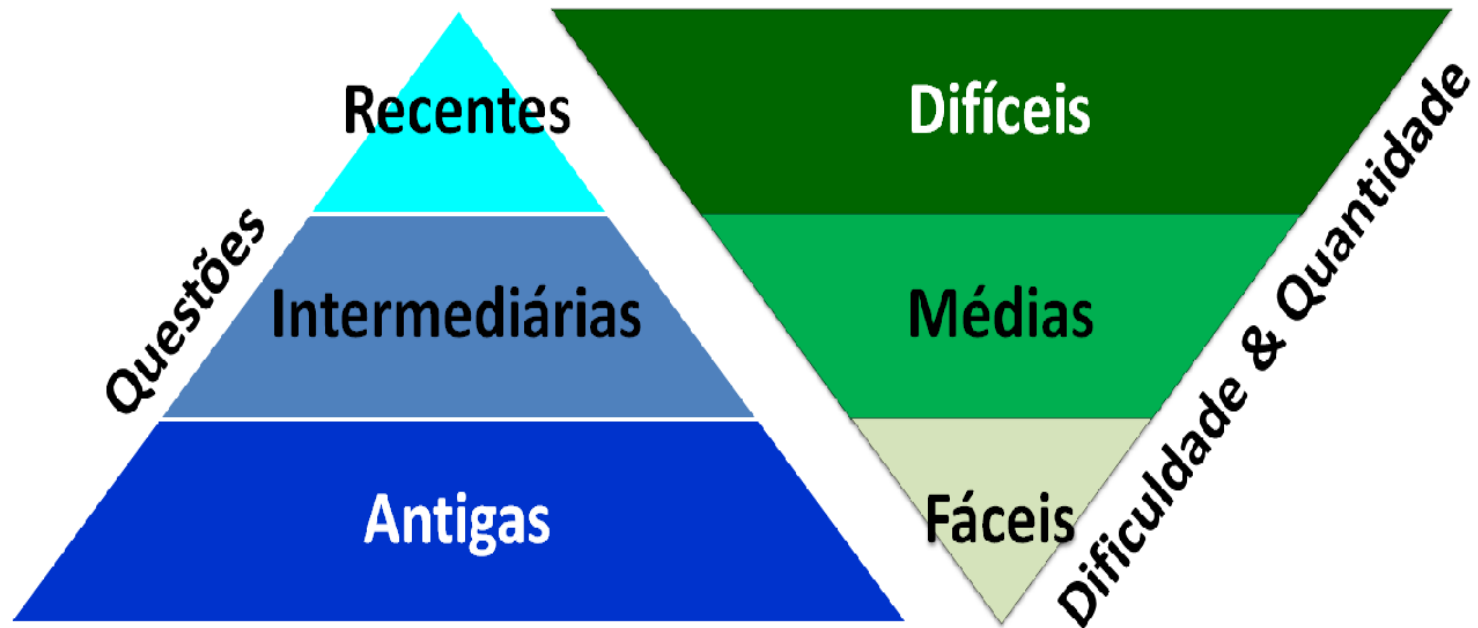 Questões
Recentes
Intermediárias
Antigas
Difíceis
Médias
Fáceis
Dificuldade & Quantidade